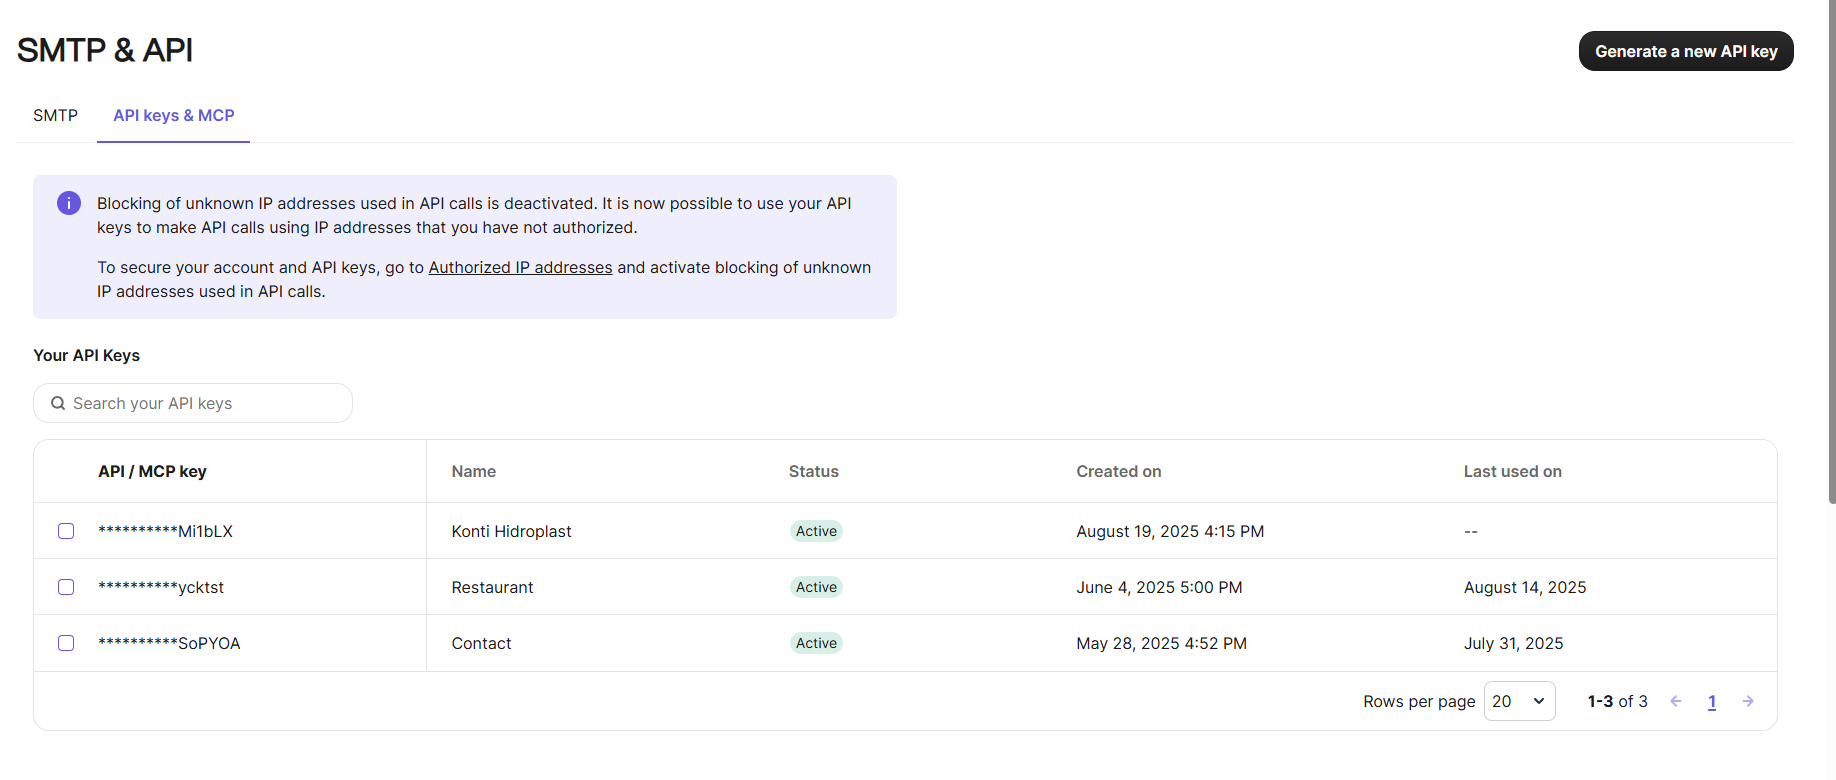 SMTP & API
Generate a new API key
SMTP
API keys & MCP
Blocking of unknown IP addresses used in API calls is deactivated. It is now possible to use your API
keys to make API calls using IP addresses that you have not authorized.
To secure your account and API keys, go to Authorized IP addresses and activate blocking of unknown
IP addresses used in API calls.
Your API Keys
Search your API keys
API / MCP key Name Status Created on Last used on
**********Mi1bLX Konti Hidroplast Active August 19, 2025 4:15 PM --
**********ycktst Restaurant Active June 4, 2025 5:00 PM August 14, 2025
**********SoPYOA Contact Active May 28, 2025 4:52 PM July 31, 2025
Rows per page 20 1-3 of 3 1